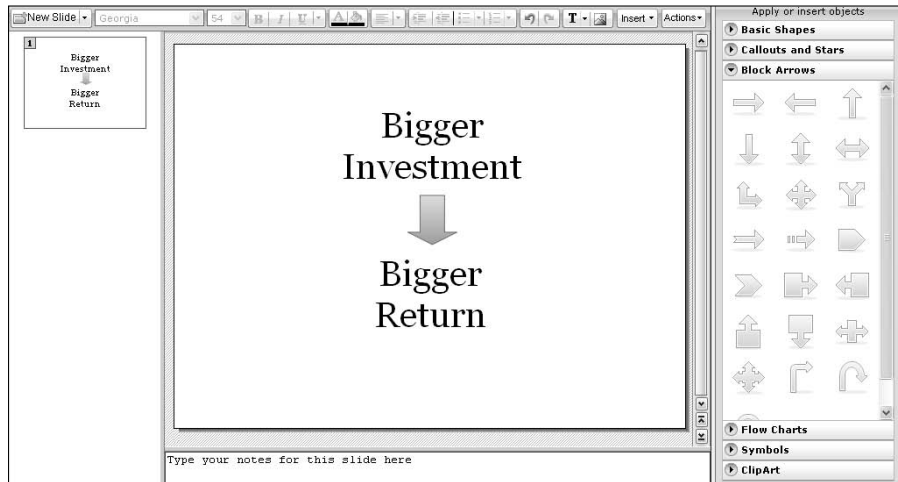 New Slide Georgia 54 B I U A T Insert Actions
Apply or insert objects
1
Bigger
Investment
Bigger
Return
Bigger
Investment
Bigger
Return
Type your notes for this slide here
Basic Shapes
Callouts and Stars
Block Arrows
Flow Charts
Symbols
ClipArt